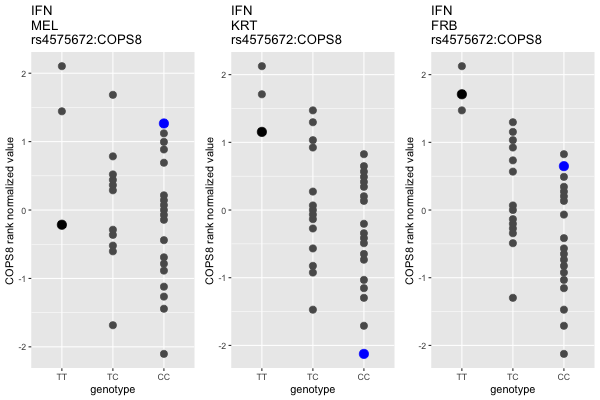 IFN
MEL
rs4575672:COPS8
COPS8 rank normalized value
2
1
0
-1
-2
TT TC CC
genotype
IFN
KRT
rs4575672:COPS8
COPS8 rank normalized value
2
1
0
-1
-2
TT TC CC
genotype
IFN
FRB
rs4575672:COPS8
COPS8 rank normalized value
2
1
0
-1
-2
TT TC CC
genotype